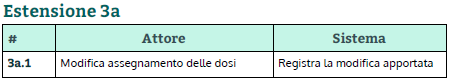 Estensione 3a
# Attore Sistema
3a.1 Modifica assegnamento delle dosi Registra la modifica apportata